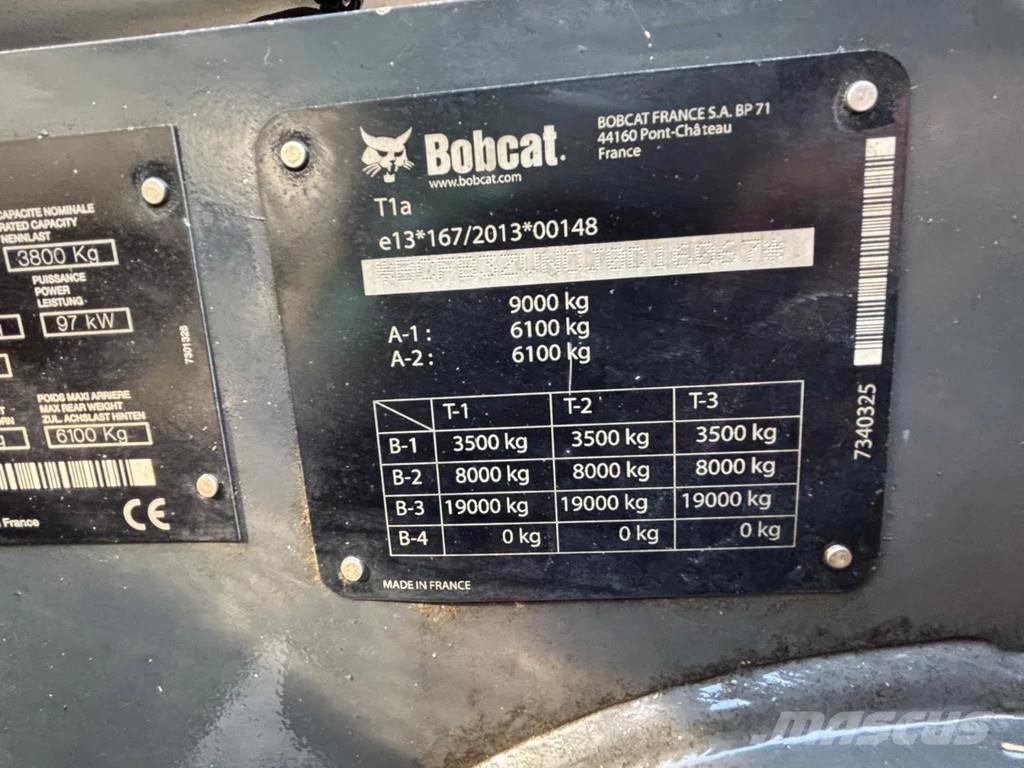 CAPACITE NOMINALE
RATED CAPACITY
NENNLAST
3800 Kg
PUISSANCE
POWER
LEISTUNG
97 kW
7301326
POIDS MAXI ARRIERE
MAX REAR WEIGHT
ZUL. ACHSLAST HINTEN
6100 Kg
France
CE
Bobcat.
www.bobcat.com
BOBCAT FRANCE S.A. BP 71
44160 Pont-Château
France
T1a
e13*167/2013*00148
9000 kg
A-1: 6100 kg
A-2: 6100 kg
T-1 T-2 T-3
B-1 3500 kg 3500 kg 3500 kg
B-2 8000 kg 8000 kg 8000 kg
B-3 19000 kg 19000 kg 19000 kg
B-4 0 kg 0 kg 0 kg
MADE IN FRANCE
7340325
MASCUS